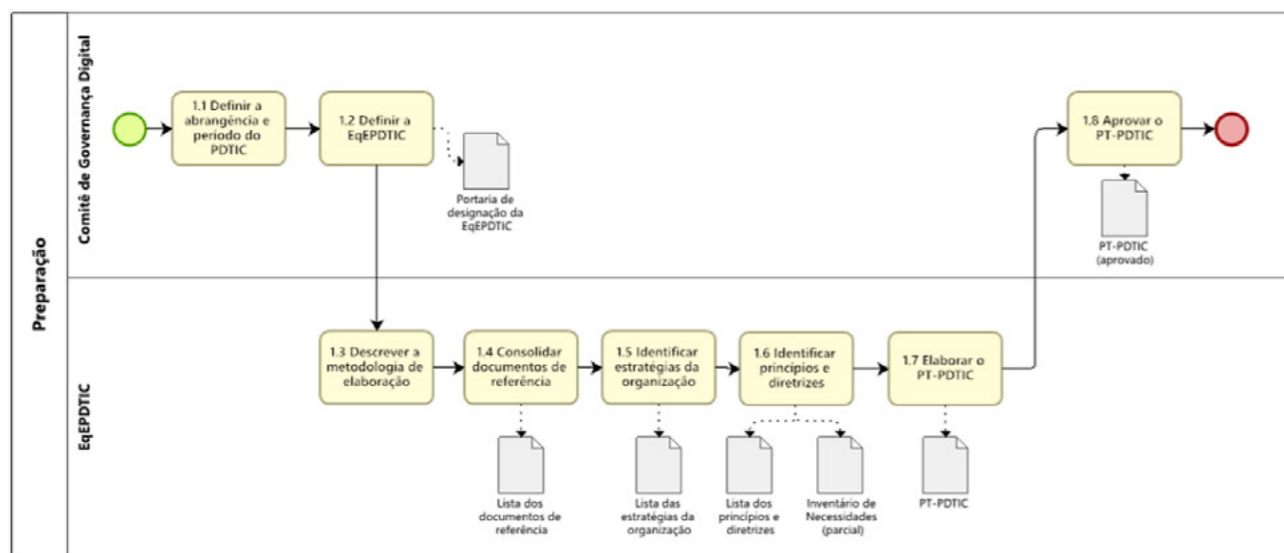 Preparação
Comitê de Governança Digital
1.1 Definir a
abrangência e
período do
PDTIC
1.2 Definir a
EqEPDTIC
Portaria de
designação da
EqEPDTIC
1.8 Aprovar o
PT-PDTIC
PT-PDTIC
(aprovado)
EqEPDTIC
1.3 Descrever a
metodologia de
elaboração
1.4 Consolidar
documentos de
referência
1.5 Identificar
estratégias da
organização
1.6 Identificar
princípios e
diretrizes
1.7 Elaborar o
PT-PDTIC
Lista dos
documentos de
referência
Lista das
estratégias da
organização
Lista dos
princípios e
diretrizes
Inventário de
Necessidades
(parcial)
PT-PDTIC